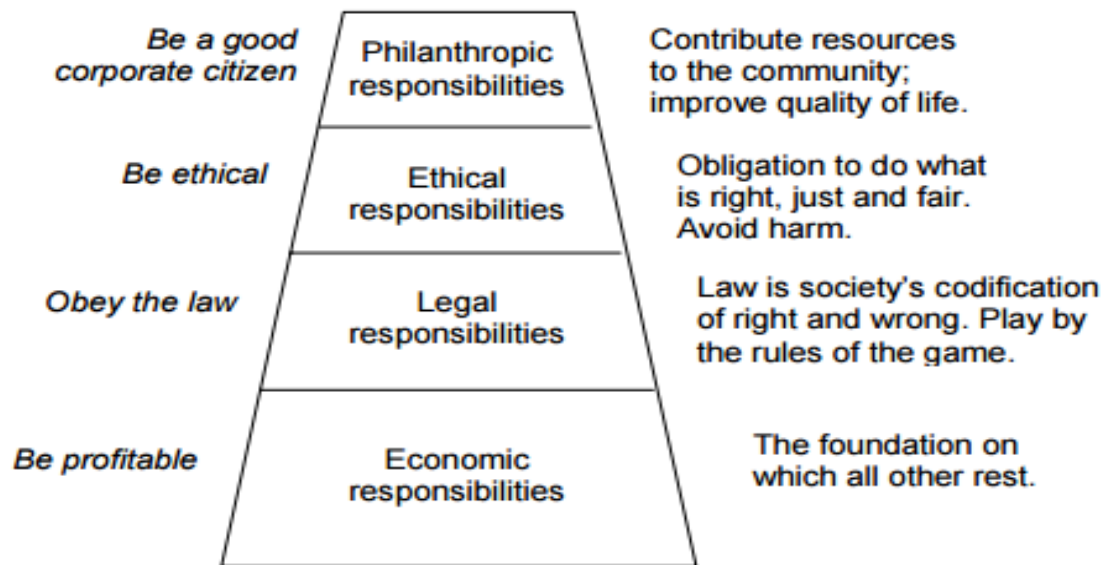 Be a good
corporate citizen
Philanthropic
responsibilities
Contribute resources
to the community;
improve quality of life.
Be ethical
Ethical
responsibilities
Obligation to do what
is right, just and fair.
Avoid harm.
Obey the law
Legal
responsibilities
Law is society’s codification
of right and wrong. Play by
the rules of the game.
Be profitable
Economic
responsibilities
The foundation on
which all other rest.